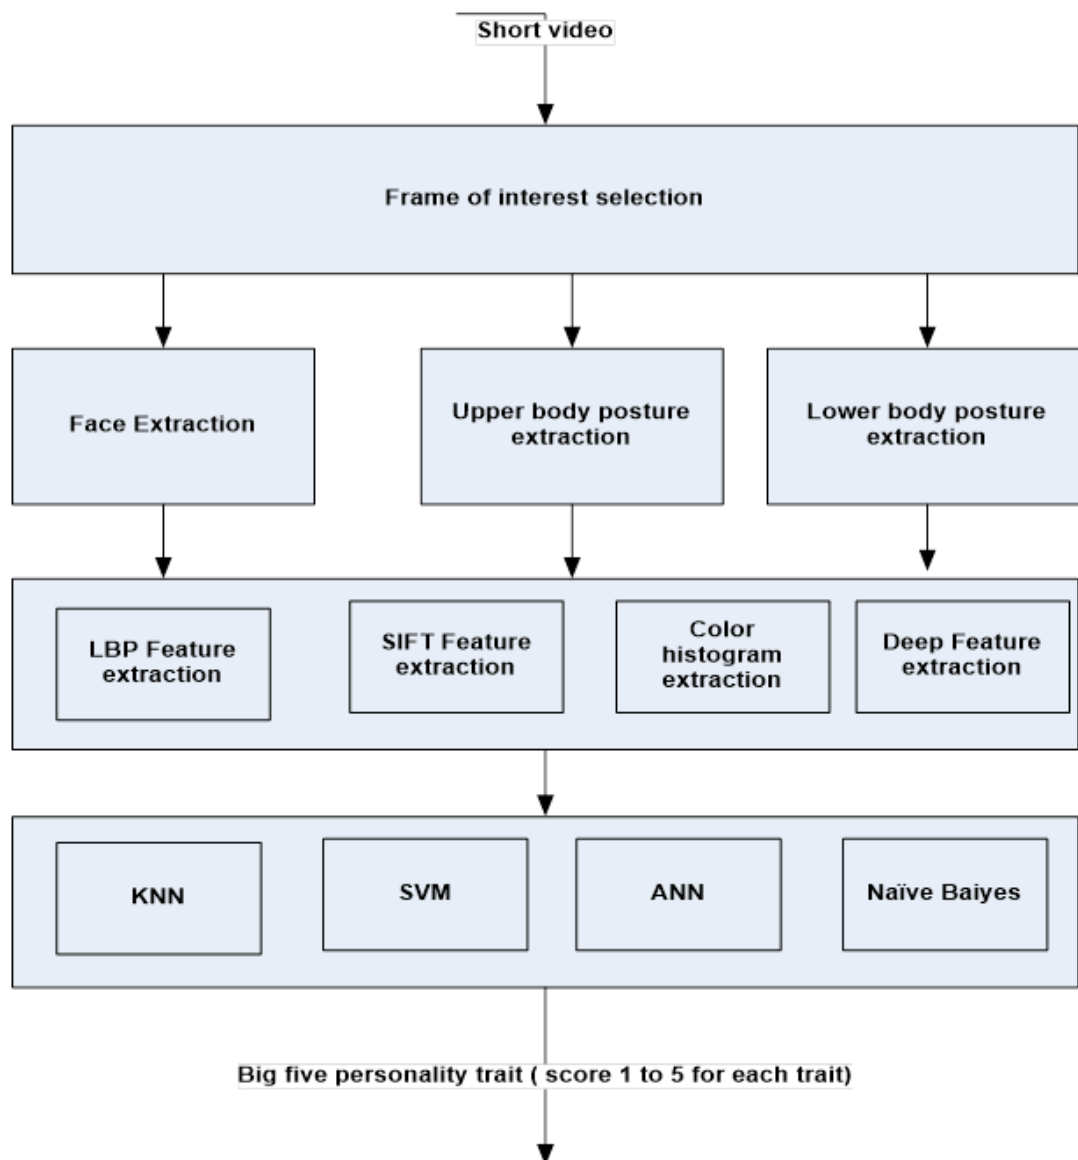 Short video
Frame of interest selection
Face Extraction
Upper body posture
extraction
Lower body posture
extraction
LBP Feature
extraction
SIFT Feature
extraction
Color
histogram
extraction
Deep Feature
extraction
KNN
SVM
ANN
Naïve Baiyes
Big five personality trait ( score 1 to 5 for each trait)